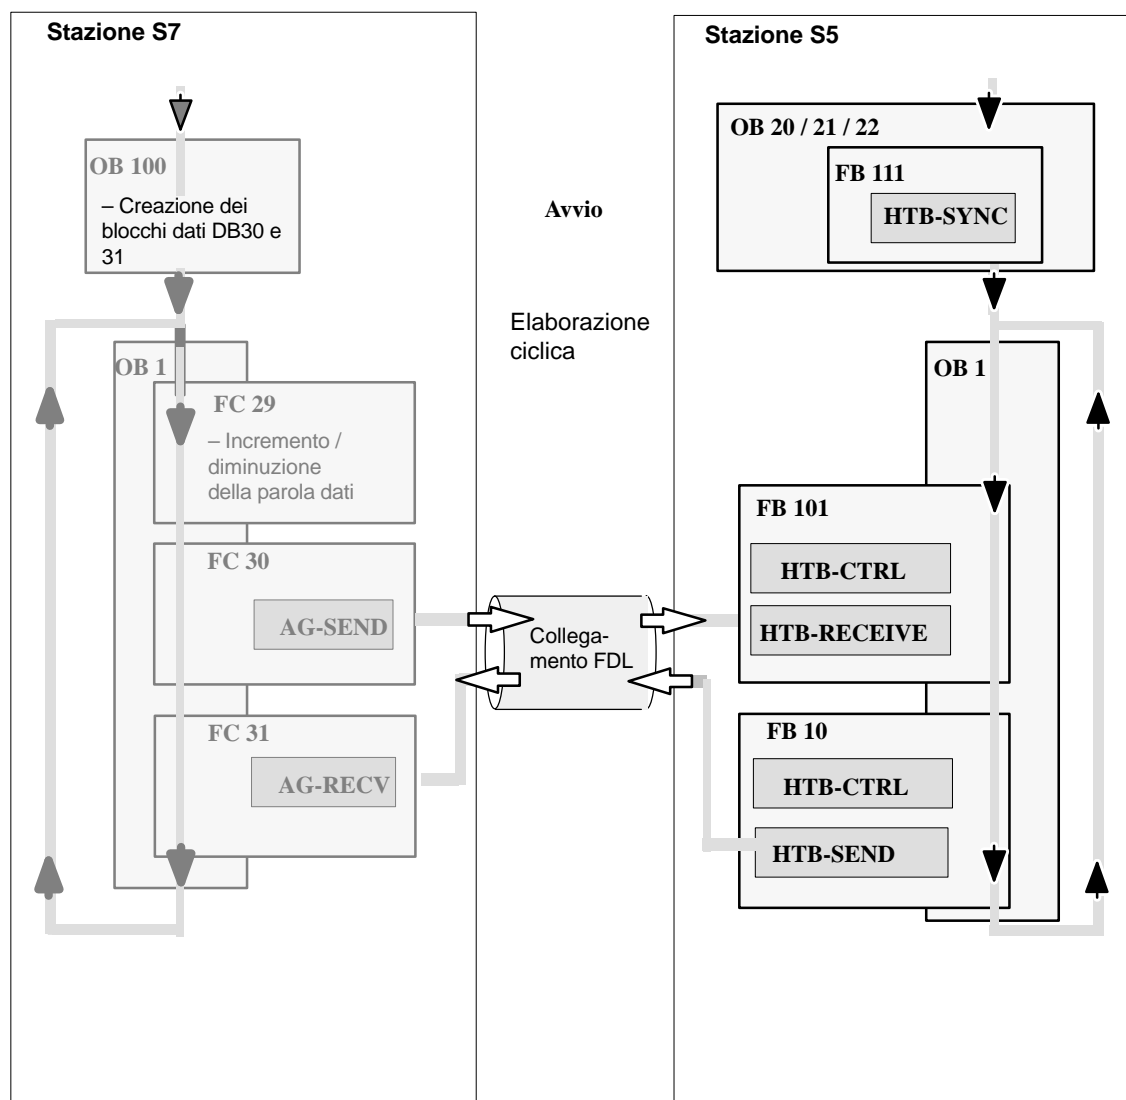 Stazione S7
OB 100
– Creazione dei
blocchi dati DB30 e
31
OB 1
FC 29
– Incremento /
diminuzione
della parola dati
FC 30
AG-SEND
FC 31
AG-RECV
Avvio
Elaborazione
ciclica
Collega-
mento FDL
Stazione S5
OB 20 / 21 / 22
FB 111
HTB-SYNC
OB 1
FB 101
HTB-CTRL
HTB-RECEIVE
FB 10
HTB-CTRL
HTB-SEND